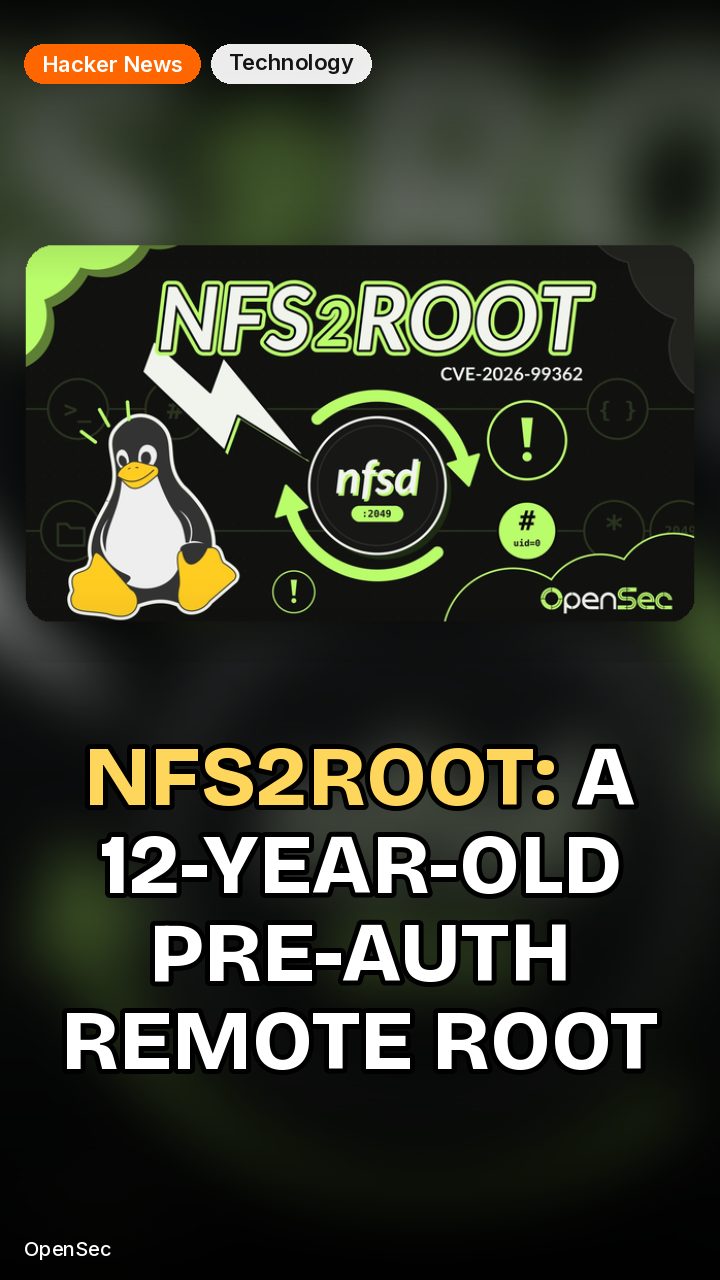 Hacker News
Technology
NFS2ROOT
CVE-2026-99362
>_
#
{ }
!
nfsd
:2049
#
uid=0
*
2049
!
OpenSec
NFS2ROOT: A
12-YEAR-OLD
PRE-AUTH
REMOTE ROOT
OpenSec